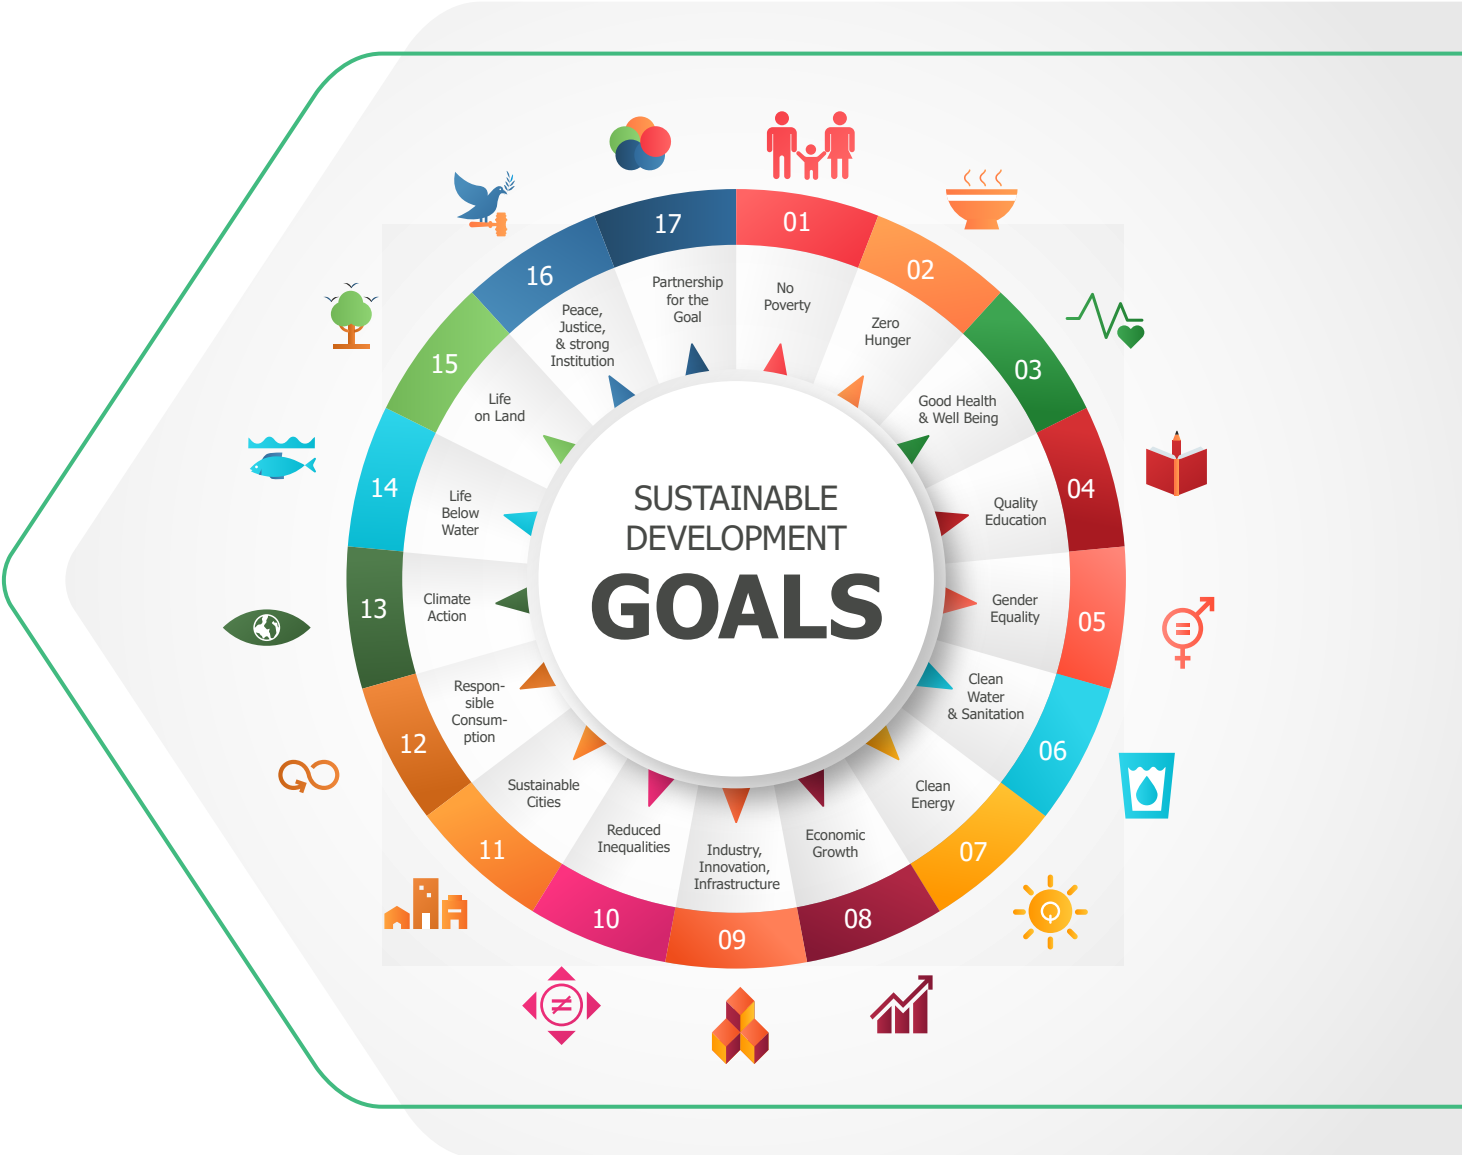 SUSTAINABLE
DEVELOPMENT
GOALS
01
No
Poverty
02
Zero
Hunger
03
Good Health
& Well Being
04
Quality
Education
05
Gender
Equality
06
Clean
Water
& Sanitation
07
Clean
Energy
08
Economic
Growth
09
Industry,
Innovation,
Infrastructure
10
Reduced
Inequalities
11
Sustainable
Cities
12
Respon-
sible
Consum-
ption
13
Climate
Action
14
Life
Below
Water
15
Life
on Land
16
Peace,
Justice,
& strong
Institution
17
Partnership
for the
Goal